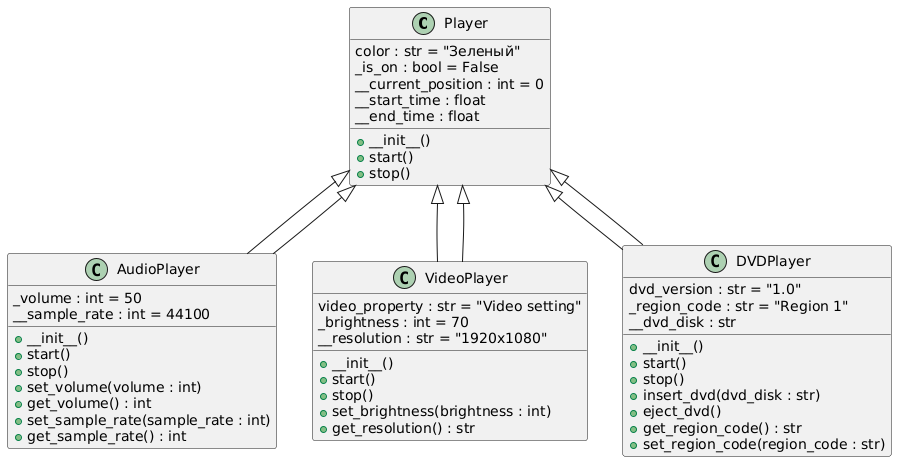 C Player
color : str = "Зеленый"
_is_on : bool = False
__current_position : int = 0
__start_time : float
__end_time : float
__init__()
start()
stop()
C AudioPlayer
_volume : int = 50
__sample_rate : int = 44100
__init__()
start()
stop()
set_volume(volume : int)
get_volume() : int
set_sample_rate(sample_rate : int)
get_sample_rate() : int
C VideoPlayer
video_property : str = "Video setting"
_brightness : int = 70
__resolution : str = "1920x1080"
__init__()
start()
stop()
set_brightness(brightness : int)
get_resolution() : str
C DVDPlayer
dvd_version : str = "1.0"
_region_code : str = "Region 1"
__dvd_disk : str
__init__()
start()
stop()
insert_dvd(dvd_disk : str)
eject_dvd()
get_region_code() : str
set_region_code(region_code : str)